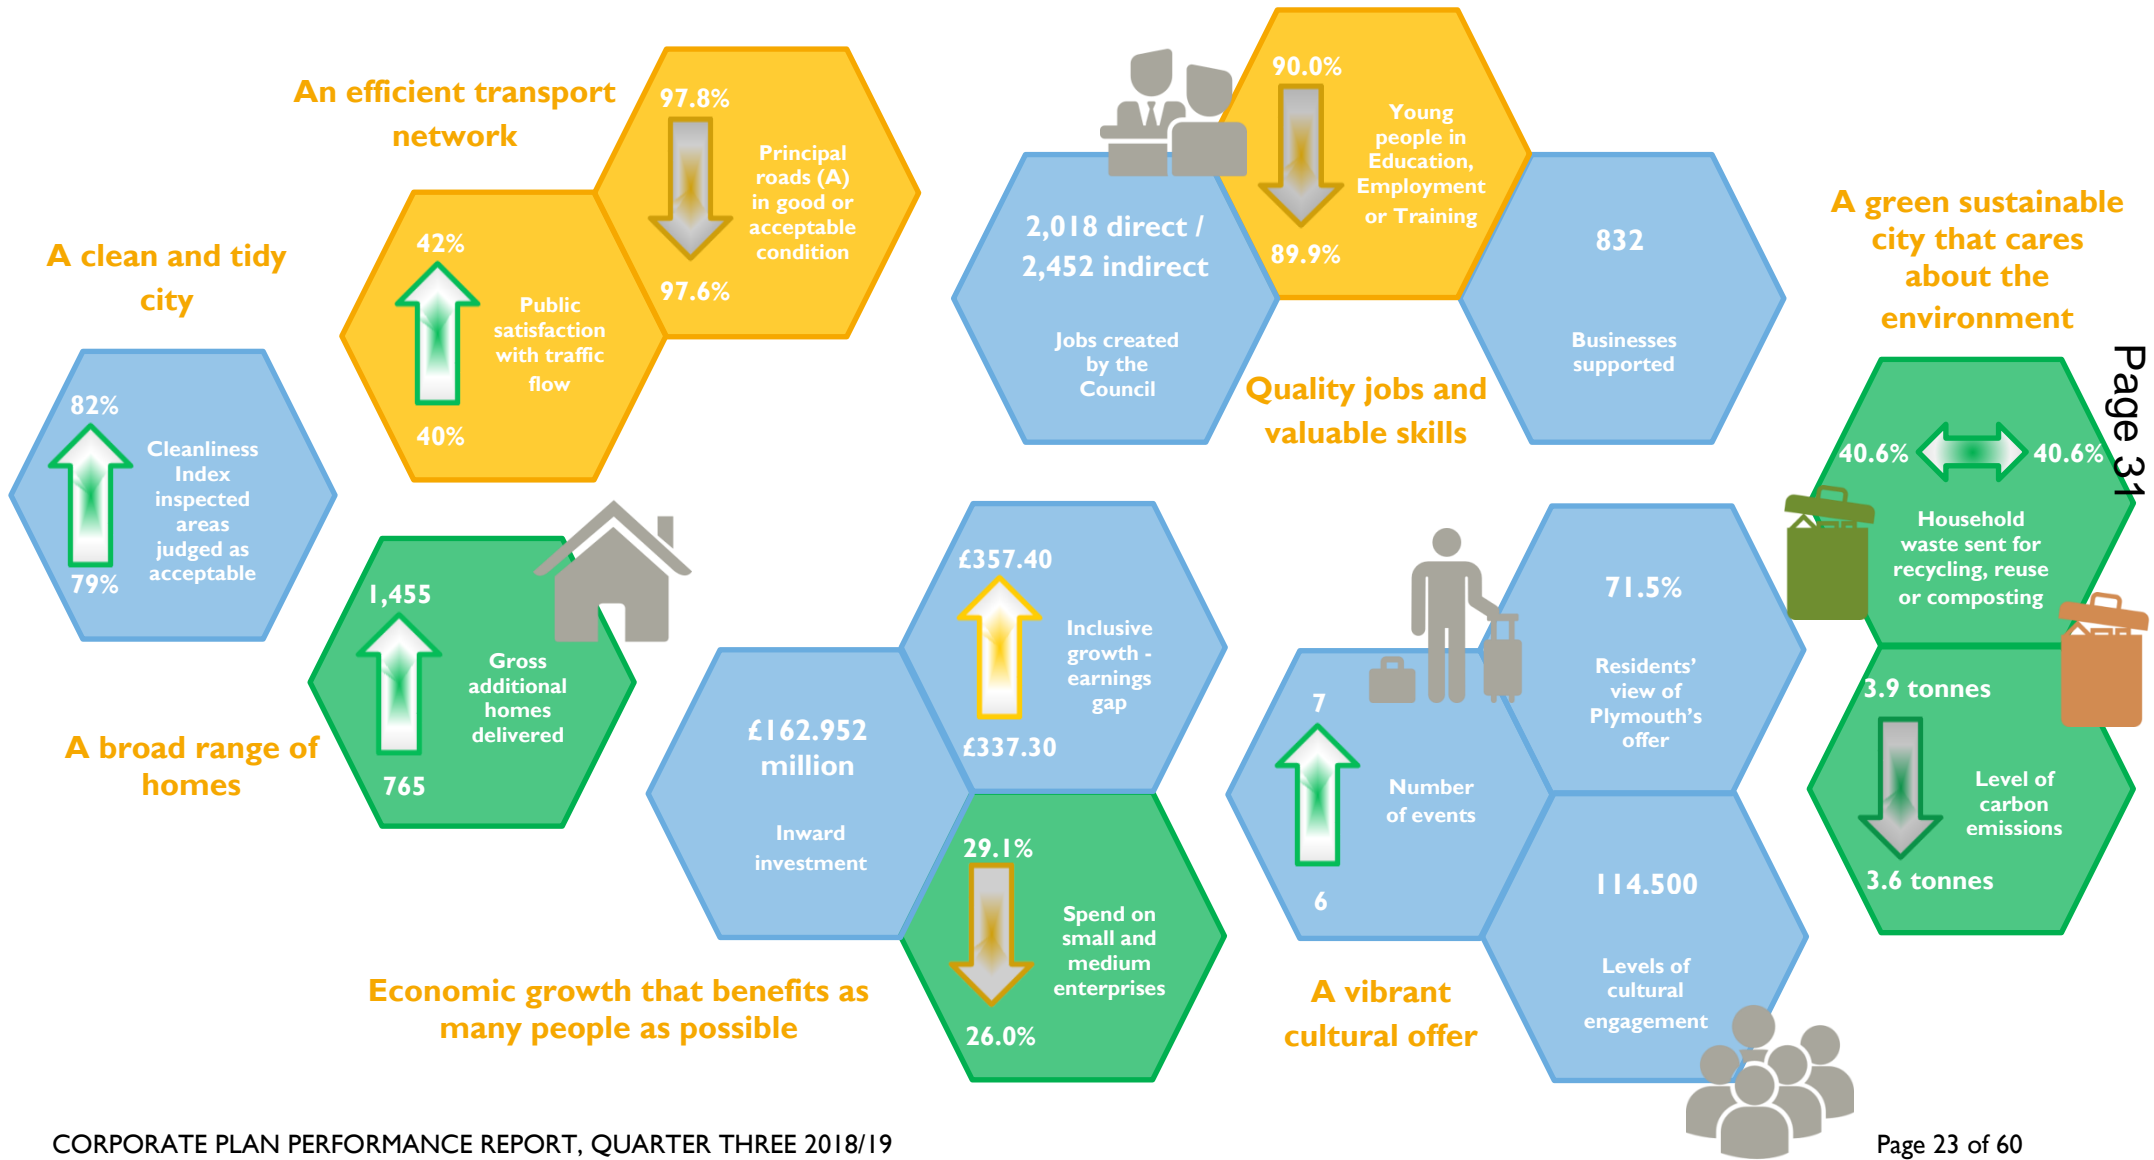 An efficient transport
network
97.8%
Principal
roads (A)
in good or
acceptable
condition
97.6%
42%
Public
satisfaction
with traffic
flow
40%
A clean and tidy
city
82%
Cleanliness
Index
inspected
areas
judged as
acceptable
79%
1,455
Gross
additional
homes
delivered
765
A broad range of
homes
90.0%
Young
people in
Education,
Employment
or Training
89.9%
2,018 direct /
2,452 indirect
Jobs created
by the
Council
832
Businesses
supported
Quality jobs and
valuable skills
A green sustainable
city that cares
about the
environment
Page 31
40.6%
40.6%
Household
waste sent for
recycling, reuse
or composting
3.9 tonnes
Level of
carbon
emissions
3.6 tonnes
£357.40
Inclusive
growth -
earnings
gap
£337.30
£162.952
million
Inward
investment
29.1%
Spend on
small and
medium
enterprises
26.0%
Economic growth that benefits as
many people as possible
71.5%
Residents’
view of
Plymouth’s
offer
7
Number
of events
6
114.500
Levels of
cultural
engagement
A vibrant
cultural offer
CORPORATE PLAN PERFORMANCE REPORT, QUARTER THREE 2018/19
Page 23 of 60